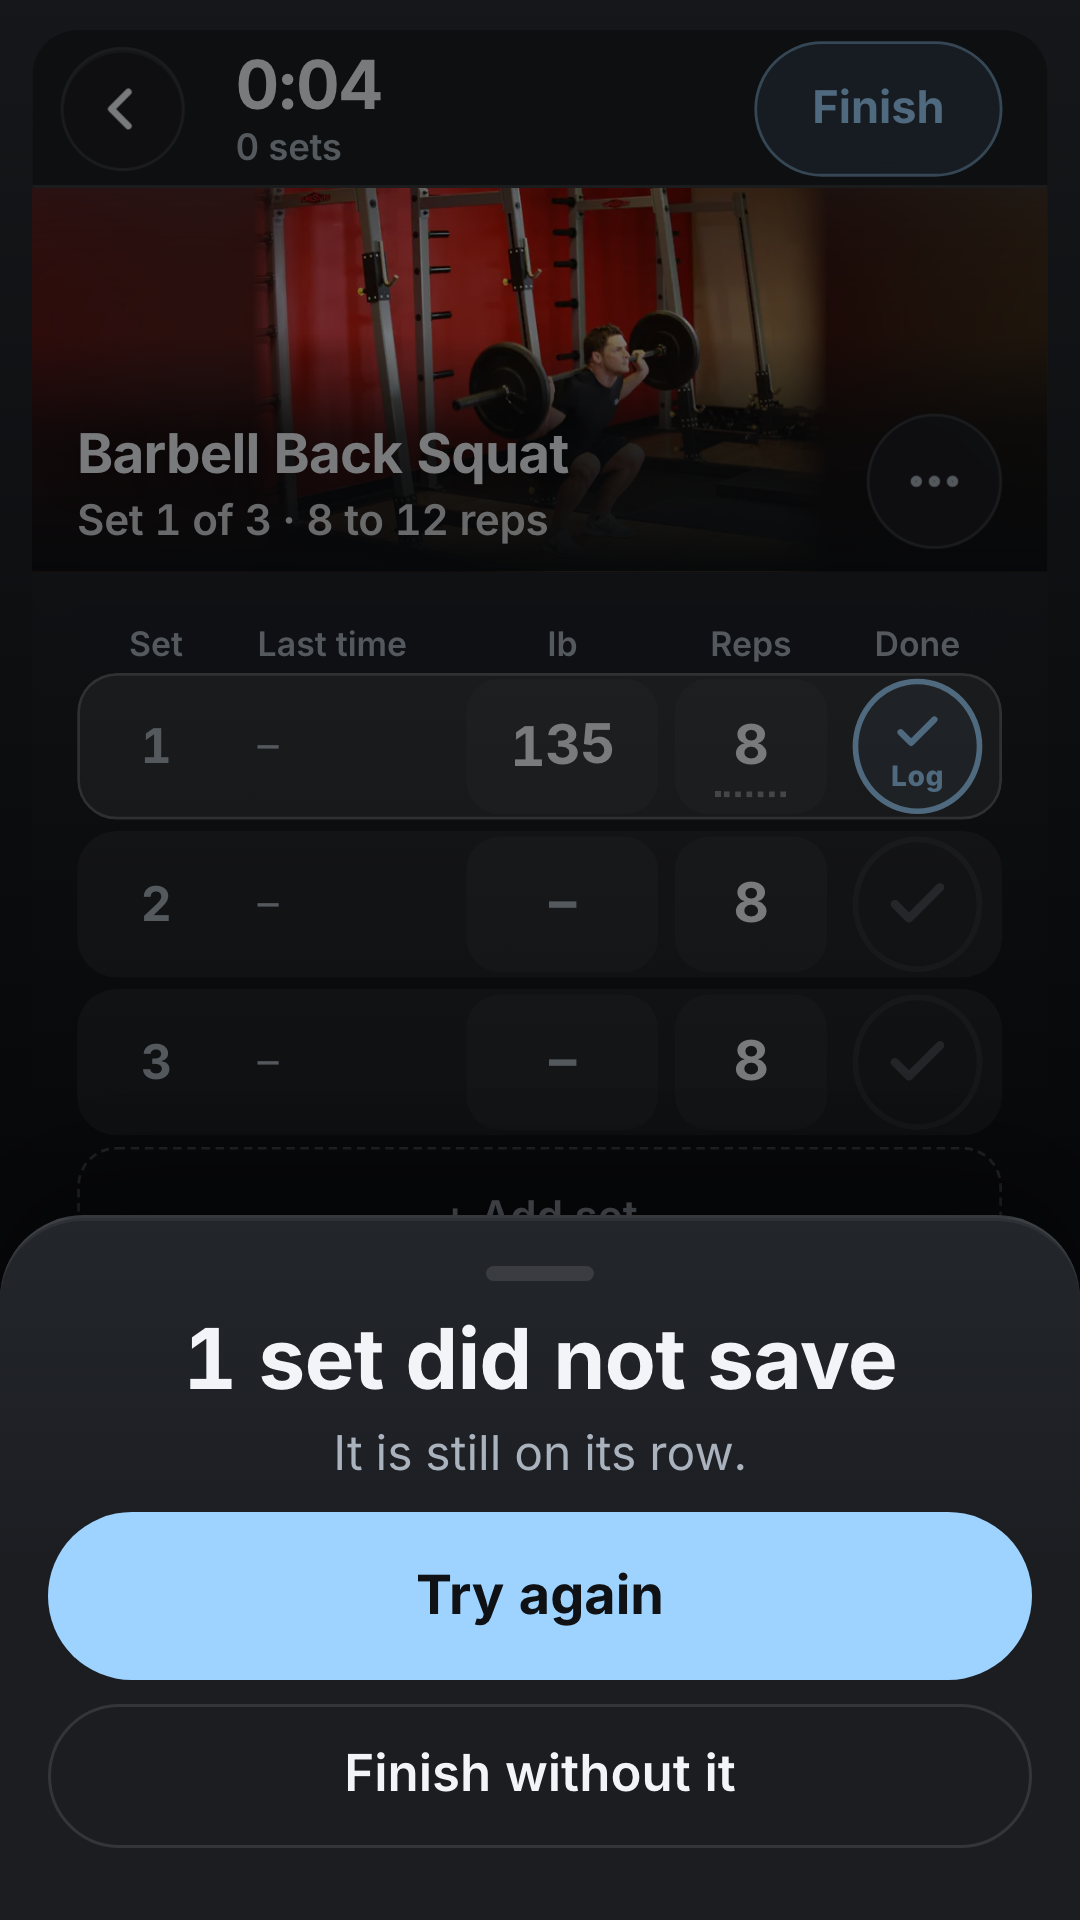 0:04
0 sets
Finish
Barbell Back Squat
Set 1 of 3 · 8 to 12 reps
Set Last time lb Reps Done
1 – 135 8 Log
2 – – 8
3 – – 8
+ Add set
1 set did not save
It is still on its row.
Try again
Finish without it